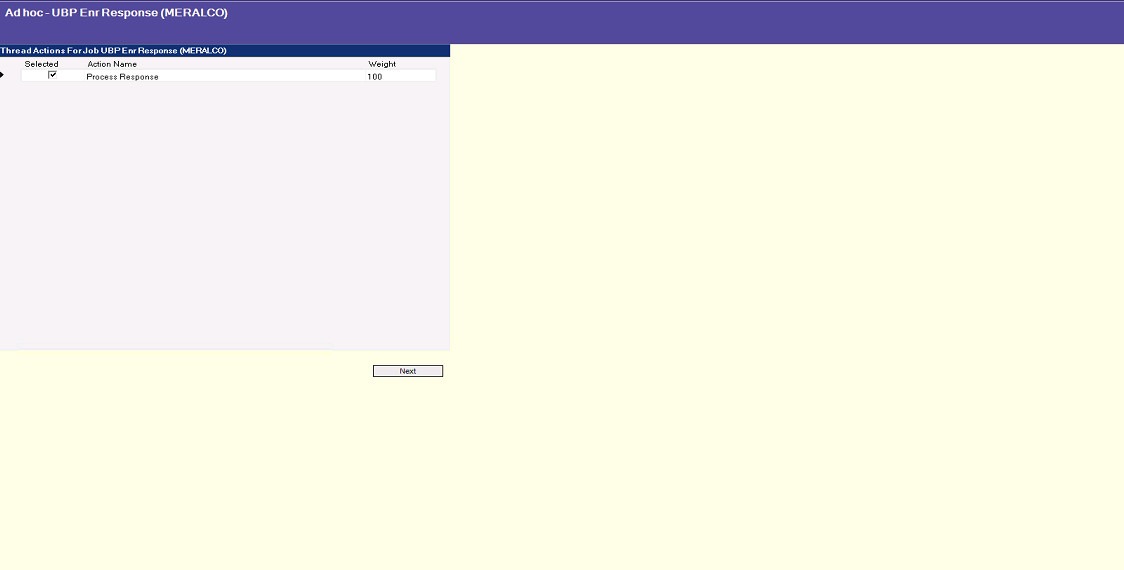 Ad hoc - UBP Enr Response (MERALCO)
Thread Actions For Job UBP Enr Response (MERALCO)
Selected Action Name Weight
Process Response 100
Next